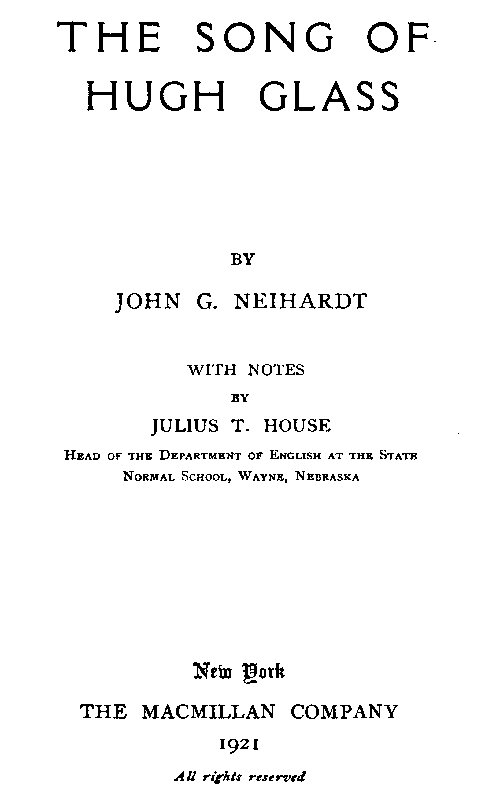 THE SONG OF
HUGH GLASS
BY
JOHN G. NEIHARDT
WITH NOTES
BY
JULIUS T. HOUSE
HEAD OF THE DEPARTMENT OF ENGLISH AT THE STATE
NORMAL SCHOOL, WAYNE, NEBRASKA
New York
THE MACMILLAN COMPANY
1921
All rights reserved